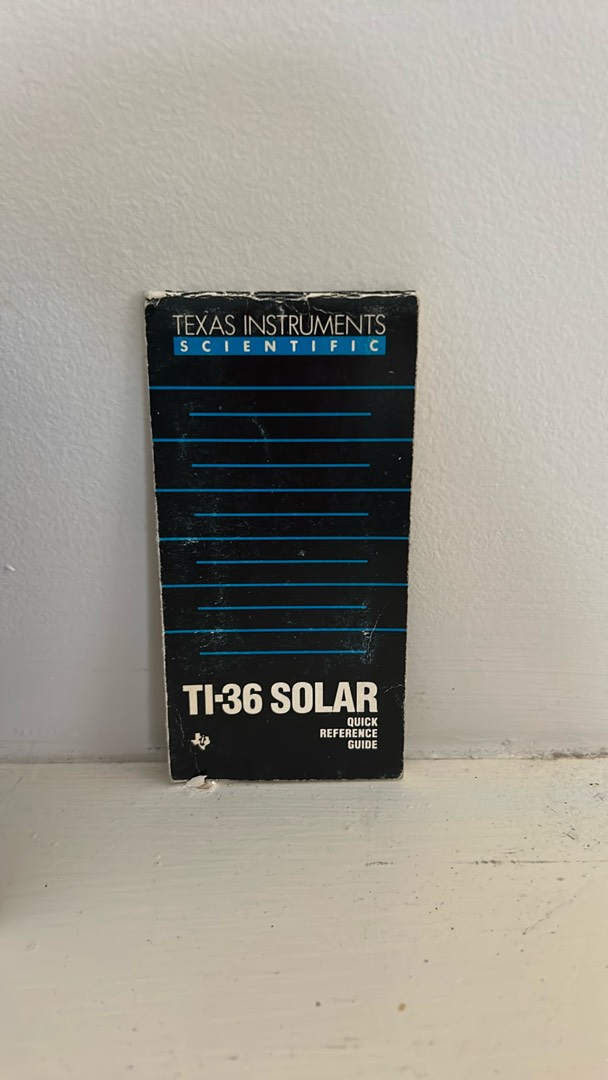 TEXAS INSTRUMENTS
SCIENTIFIC
TI-36 SOLAR
QUICK
REFERENCE
GUIDE